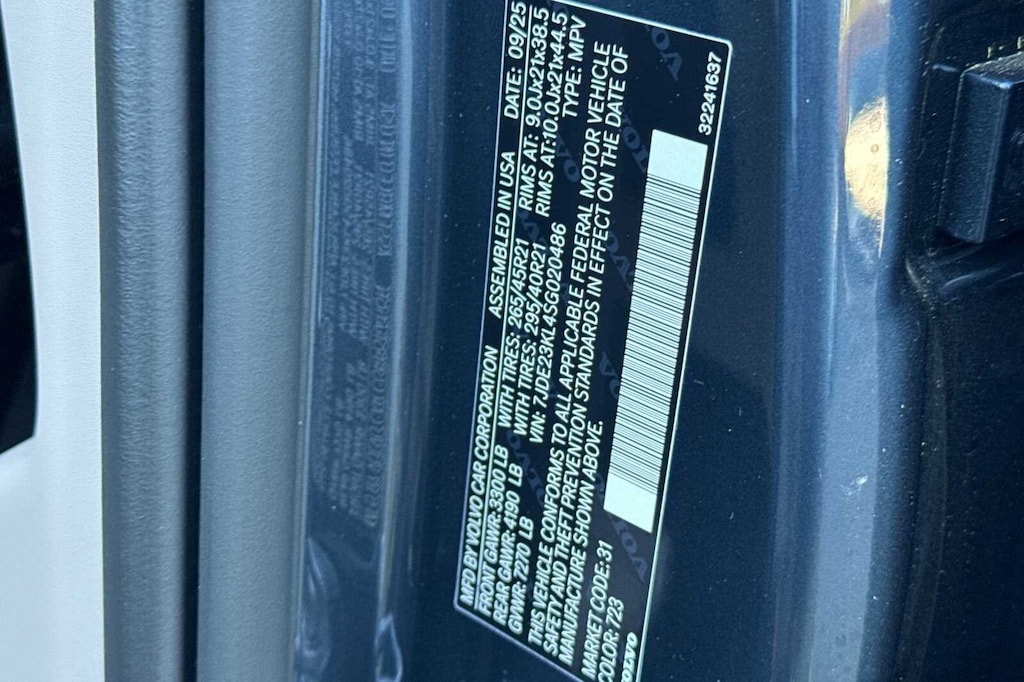 MFD BY VOLVO CAR CORPORATION ASSEMBLED IN USA DATE: 09/25
FRONT GAWR: 3300 LB WITH TIRES: 265/45R21 RIMS AT: 9.0Jx21x38.5
REAR GAWR: 4190 LB WITH TIRES: 295/40R21 RIMS AT:10.0Jx21x44.5
GVWR: 7270 LB VIN: 7JDE23KL4SG020486 TYPE: MPV
THIS VEHICLE CONFORMS TO ALL APPLICABLE FEDERAL MOTOR VEHICLE
SAFETY AND THEFT PREVENTION STANDARDS IN EFFECT ON THE DATE OF
MANUFACTURE SHOWN ABOVE.
MARKET CODE: 31
COLOR: 723
VOLVO
32241637